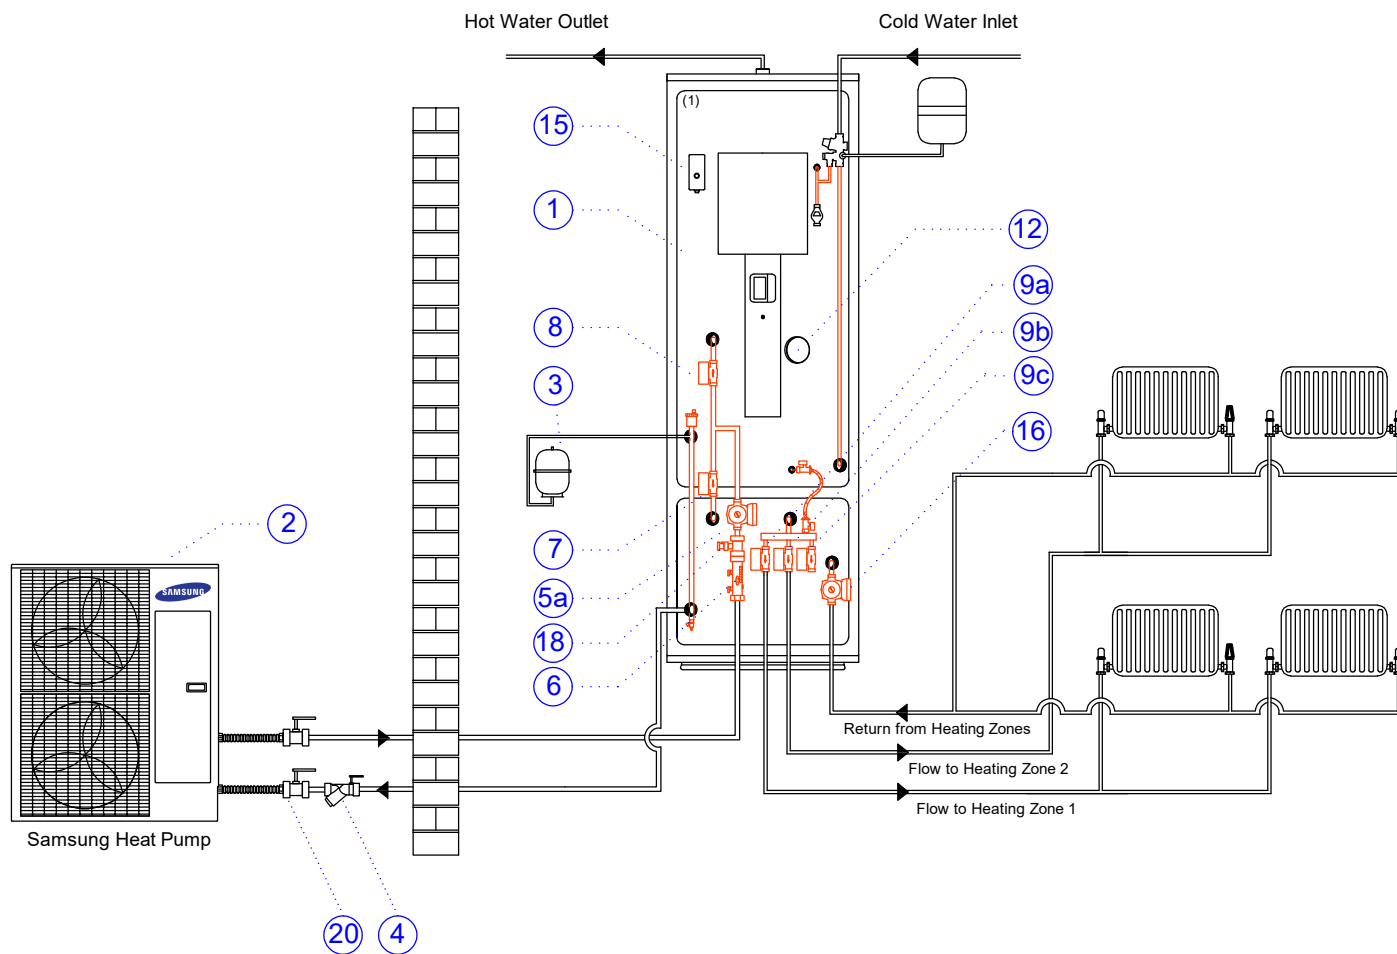 Hot Water Outlet
Cold Water Inlet
(1)
15
1
12
9a
8
9b
3
9c
16
2
7
5a
18
6
SAMSUNG
Return from Heating Zones
Flow to Heating Zone 2
Flow to Heating Zone 1
Samsung Heat Pump
20
4